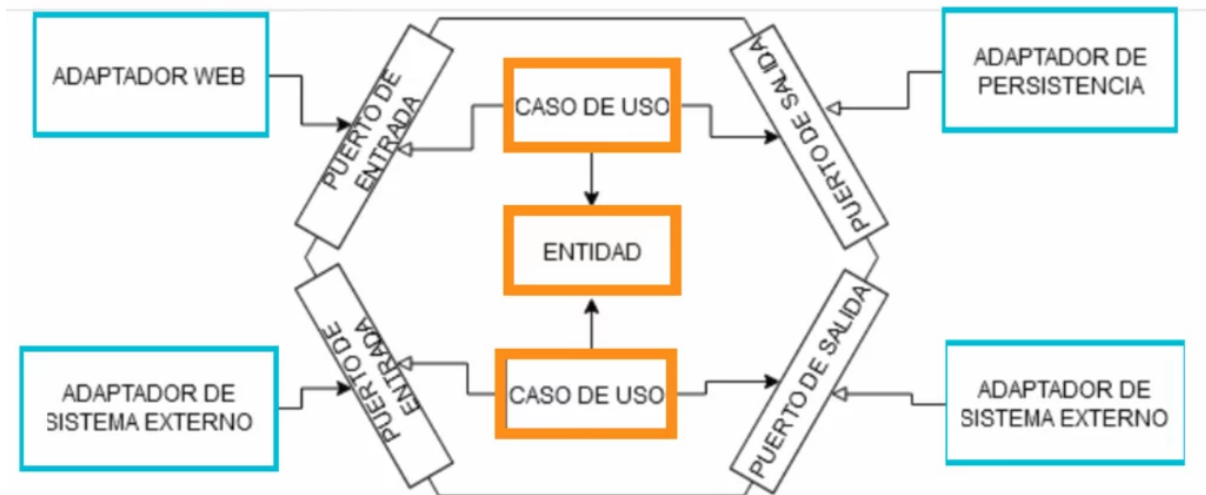 ADAPTADOR WEB
PUERTO DE
ENTRADA
CASO DE USO
PUERTO DE SALIDA
ADAPTADOR DE
PERSISTENCIA
ENTIDAD
ADAPTADOR DE
SISTEMA EXTERNO
PUERTO DE
ENTRADA
CASO DE USO
PUERTO DE SALIDA
ADAPTADOR DE
SISTEMA EXTERNO